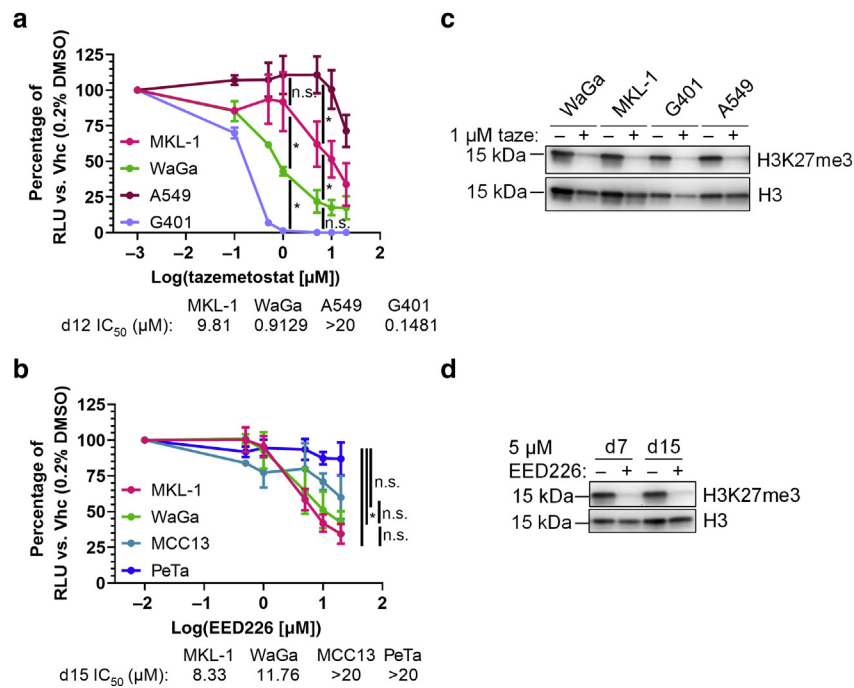 a
Percentage of
RLU vs. Vhc (0.2% DMSO)
125
100
75
50
25
0
MKL-1
WaGa
A549
G401
n.s.
*
*
*
*
*
n.s.
−3 −2 −1 0 1 2
Log(tazemetostat [μM])
MKL-1 WaGa A549 G401
d12 IC50 (μM): 9.81 0.9129 >20 0.1481
b
Percentage of
RLU vs. Vhc (0.2% DMSO)
125
100
75
50
25
0
MKL-1
WaGa
MCC13
PeTa
n.s.
* n.s.
n.s.
−2 −1 0 1 2
Log(EED226 [μM])
MKL-1 WaGa MCC13 PeTa
d15 IC50 (μM): 8.33 11.76 >20 >20
c
WaGa MKL-1 G401 A549
1 μM taze: – + – + – + – +
15 kDa H3K27me3
15 kDa H3
d
5 μM d7 d15
EED226: – + – +
15 kDa H3K27me3
15 kDa H3